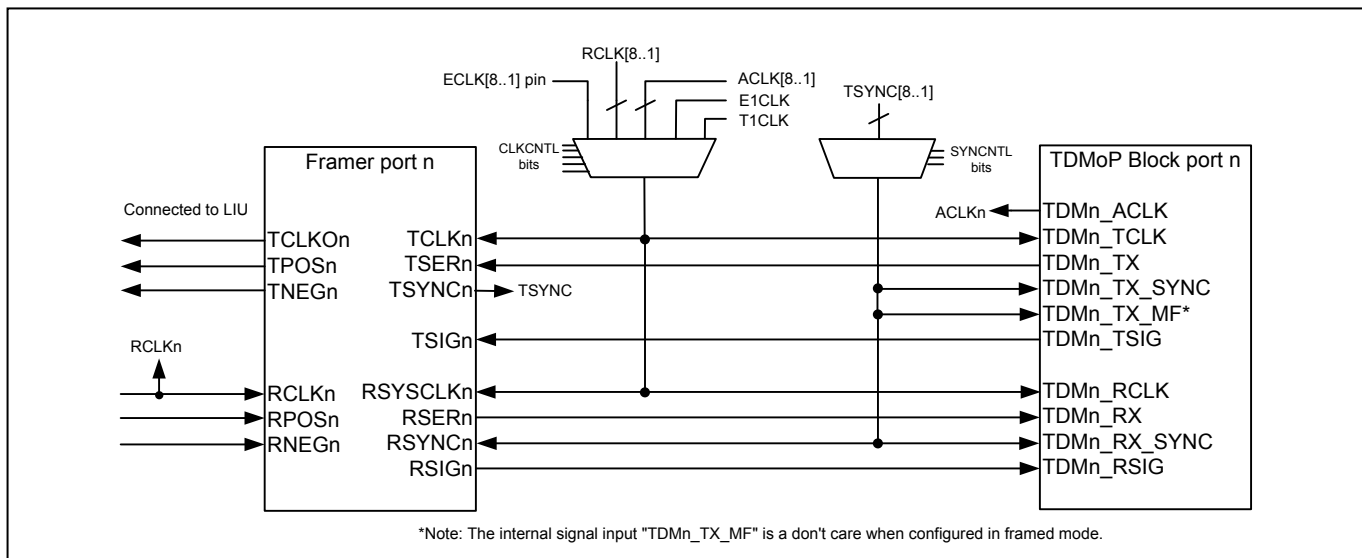 RCLK[8..1]
ECLK[8..1] pin
ACLK[8..1]
E1CLK
T1CLK
TSYNC[8..1]
CLKCNTL
bits
SYNCNTL
bits
Framer port n
TDMoP Block port n
Connected to LIU
ACLKn
TDMn_ACLK
TCLKOn
TCLKn
TDMn_TCLK
TPOSn
TSERn
TDMn_TX
TNEGn
TSYNCn
TSYNC
TDMn_TX_SYNC
TDMn_TX_MF*
TSIGn
TDMn_TSIG
RCLKn
RCLKn
RSYSCLKn
TDMn_RCLK
RPOSn
RSERn
TDMn_RX
RNEGn
RSYNCn
TDMn_RX_SYNC
RSIGn
TDMn_RSIG
*Note: The internal signal input "TDMn_TX_MF" is a don't care when configured in framed mode.